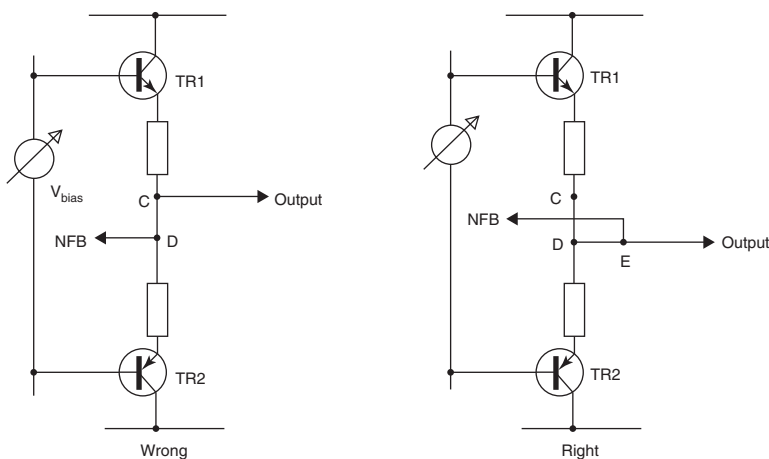 TR1
V_bias
C
Output
NFB
D
TR2
Wrong
TR1
C
NFB
D
E
Output
TR2
Right